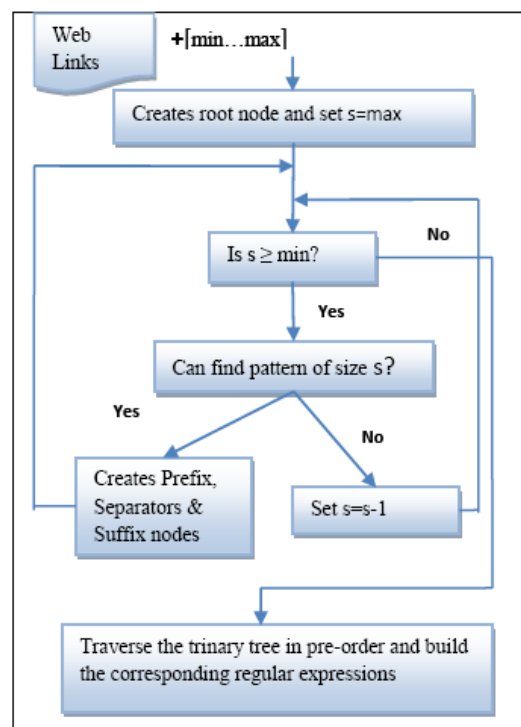 Web
Links
+⌈min…max⌉
Creates root node and set s=max
Is s ≥ min?
No
Yes
Can find pattern of size s?
Yes
No
Creates Prefix,
Separators &
Suffix nodes
Set s=s-1
Traverse the trinary tree in pre-order and build
the corresponding regular expressions